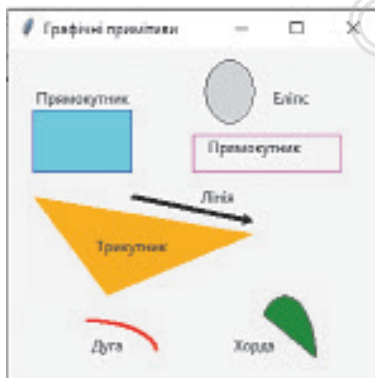 Графічні примітиви
Прямокутник
Еліпс
Прямокутник
Лінія
Трикутник
Дуга
Хорда